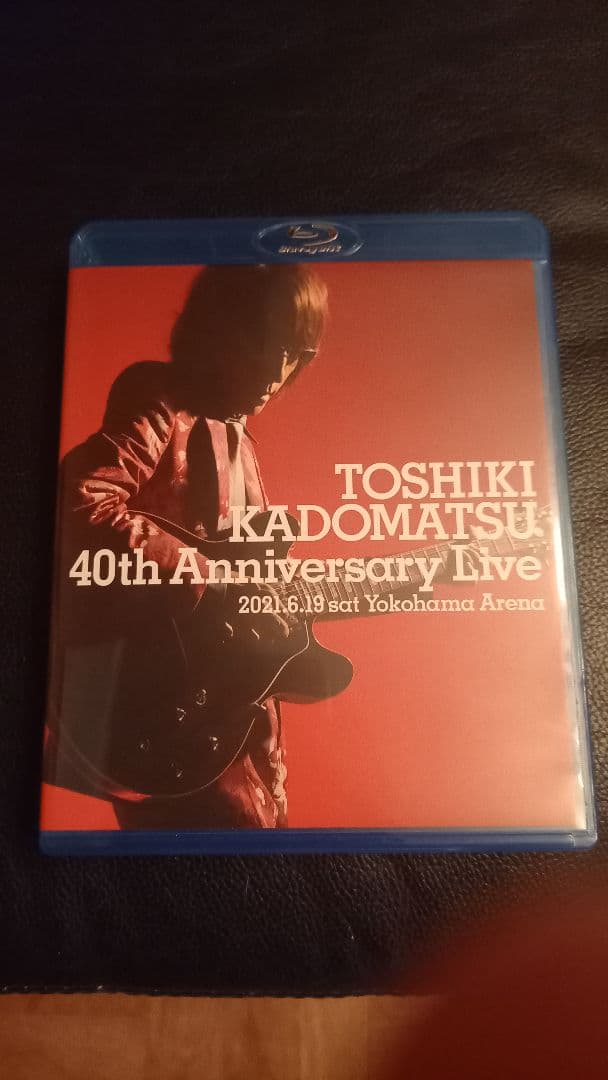 Blu-ray Disc
TOSHIKI
KADOMATSU
40th Anniversary Live
2021.6.19 sat Yokohama Arena